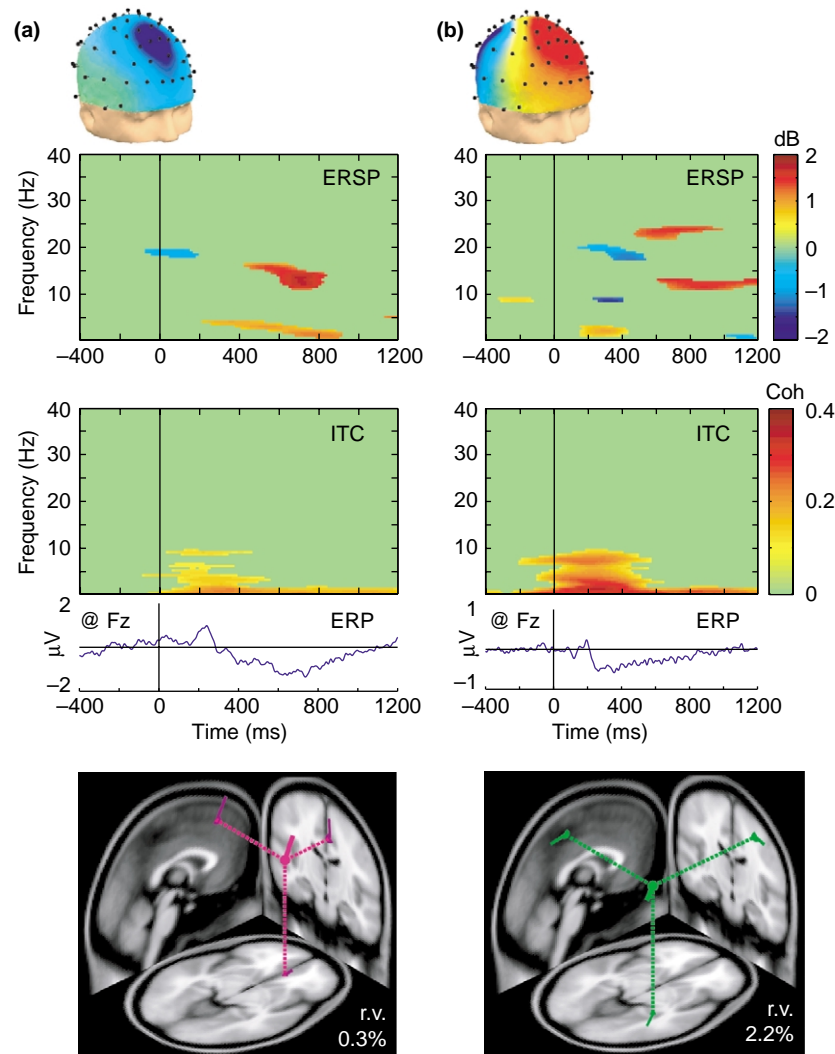 (a)
(b)
dB
40
30
20
10
Frequency (Hz)
ERSP
–400 0 400 800 1200
40
30
20
10
ERSP
–400 0 400 800 1200
2
1
0
–1
–2
Coh
40
30
20
10
Frequency (Hz)
ITC
40
30
20
10
ITC
0.4
0.2
0
2
–2
µV
@ Fz
ERP
–400 0 400 800 1200
Time (ms)
1
–1
µV
@ Fz
ERP
–400 0 400 800 1200
Time (ms)
r.v.
0.3%
r.v.
2.2%